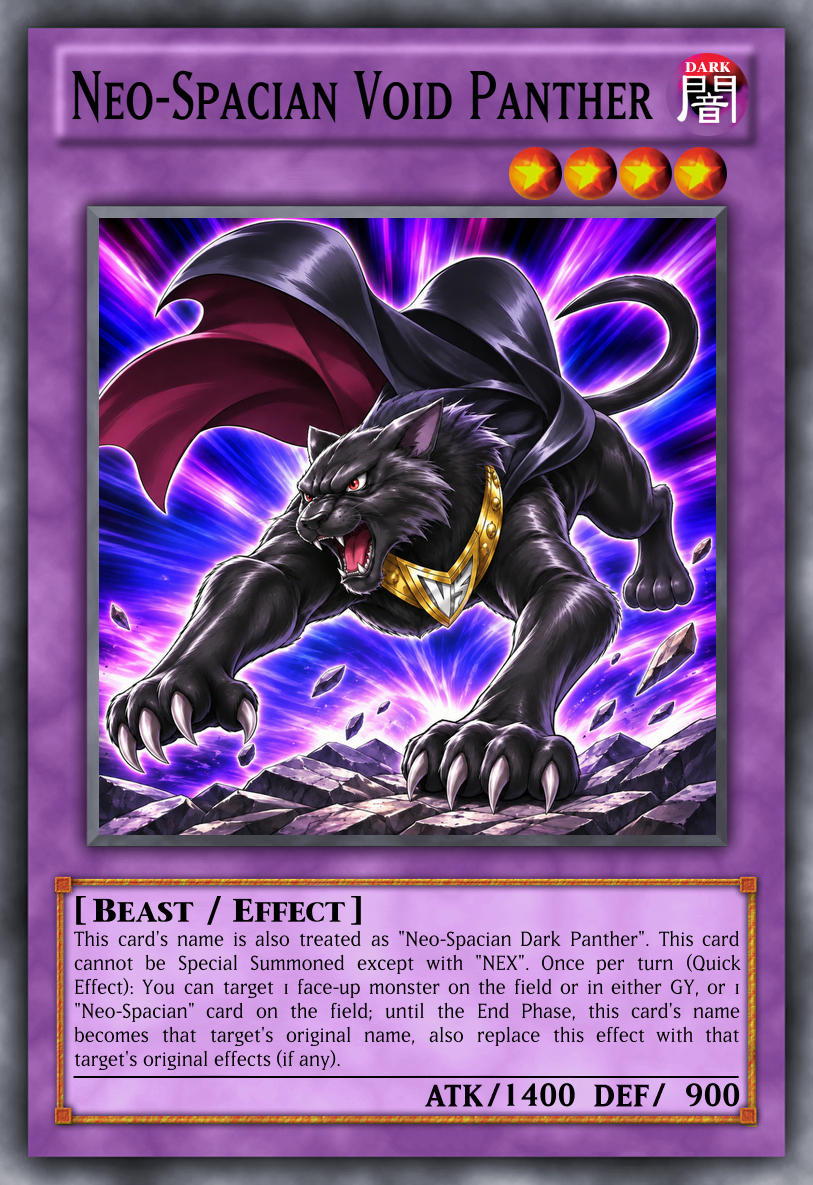 Neo-Spacian Void Panther
DARK
闇
[ Beast / Effect ]
This card's name is also treated as "Neo-Spacian Dark Panther". This card
cannot be Special Summoned except with "NEX". Once per turn (Quick
Effect): You can target 1 face-up monster on the field or in either GY, or 1
"Neo-Spacian" card on the field; until the End Phase, this card's name
becomes that target's original name, also replace this effect with that
target's original effects (if any).
ATK/1400 DEF/ 900